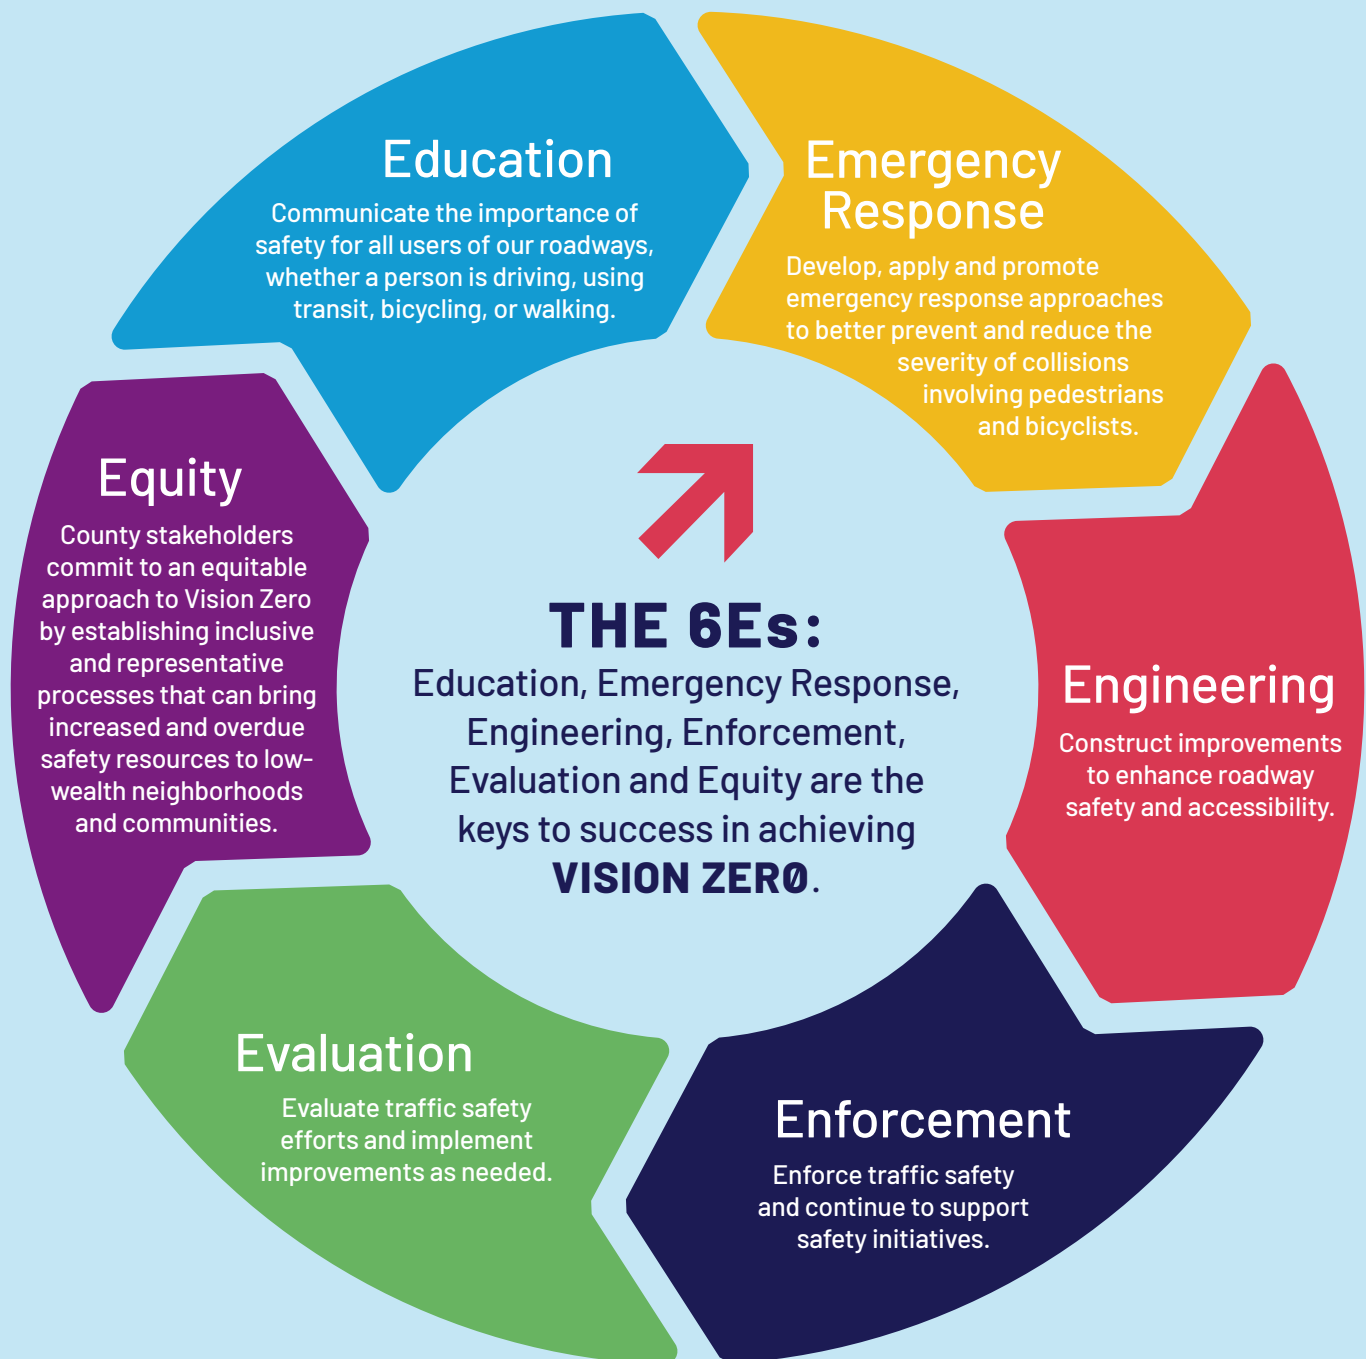 Education
Communicate the importance of
safety for all users of our roadways,
whether a person is driving, using
transit, bicycling, or walking.
Emergency
Response
Develop, apply and promote
emergency response approaches
to better prevent and reduce the
severity of collisions
involving pedestrians
and bicyclists.
Engineering
Construct improvements
to enhance roadway
safety and accessibility.
Enforcement
Enforce traffic safety
and continue to support
safety initiatives.
Evaluation
Evaluate traffic safety
efforts and implement
improvements as needed.
Equity
County stakeholders
commit to an equitable
approach to Vision Zero
by establishing inclusive
and representative
processes that can bring
increased and overdue
safety resources to low-
wealth neighborhoods
and communities.
THE 6Es:
Education, Emergency Response,
Engineering, Enforcement,
Evaluation and Equity are the
keys to success in achieving
VISION ZERØ.